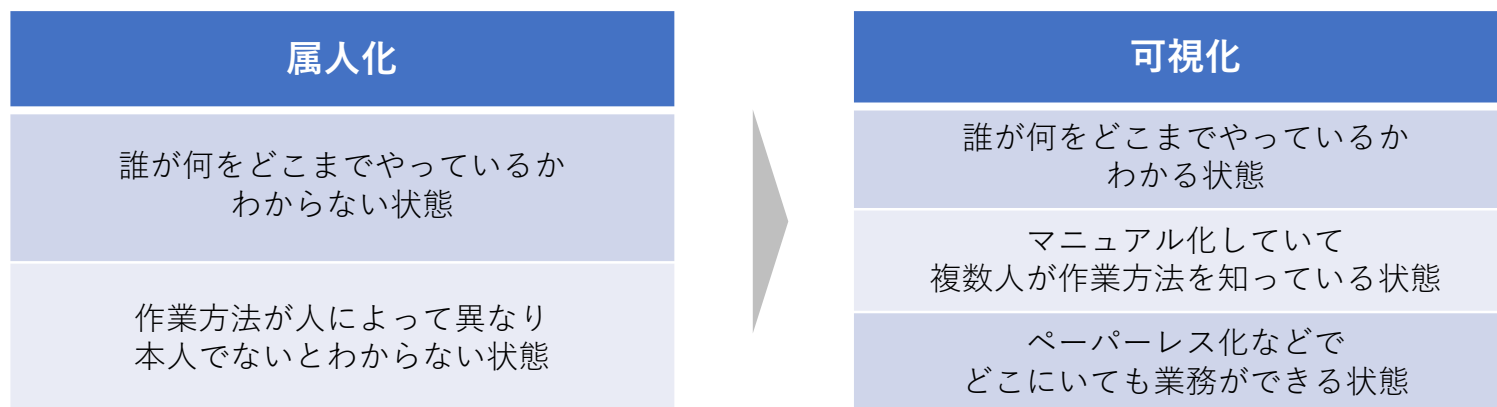 属人化
誰が何をどこまでやっているか
わからない状態
作業方法が人によって異なり
本人でないとわからない状態
可視化
誰が何をどこまでやっているか
わかる状態
マニュアル化していて
複数人が作業方法を知っている状態
ペーパーレス化などで
どこにいても業務ができる状態